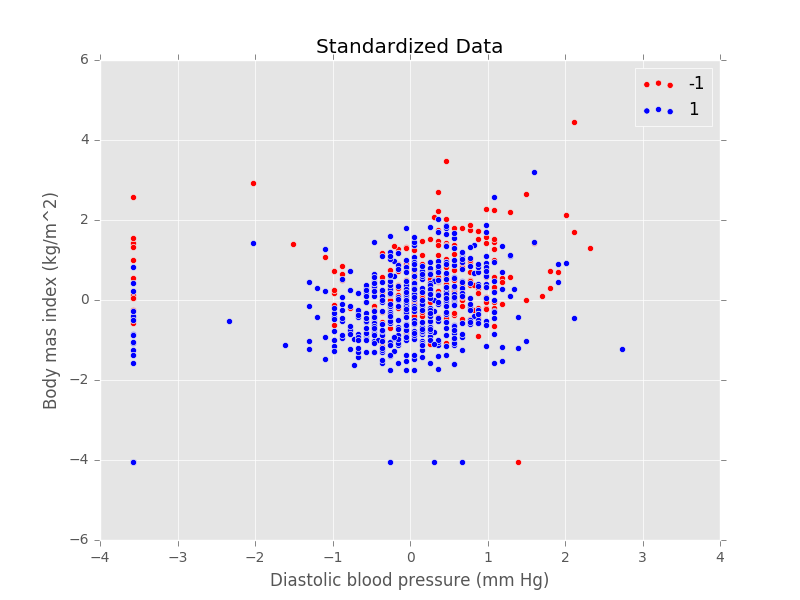 Standardized Data
-1
1
6
4
2
0
−2
−4
−6
Body mas index (kg/m^2)
−4 −3 −2 −1 0 1 2 3 4
Diastolic blood pressure (mm Hg)